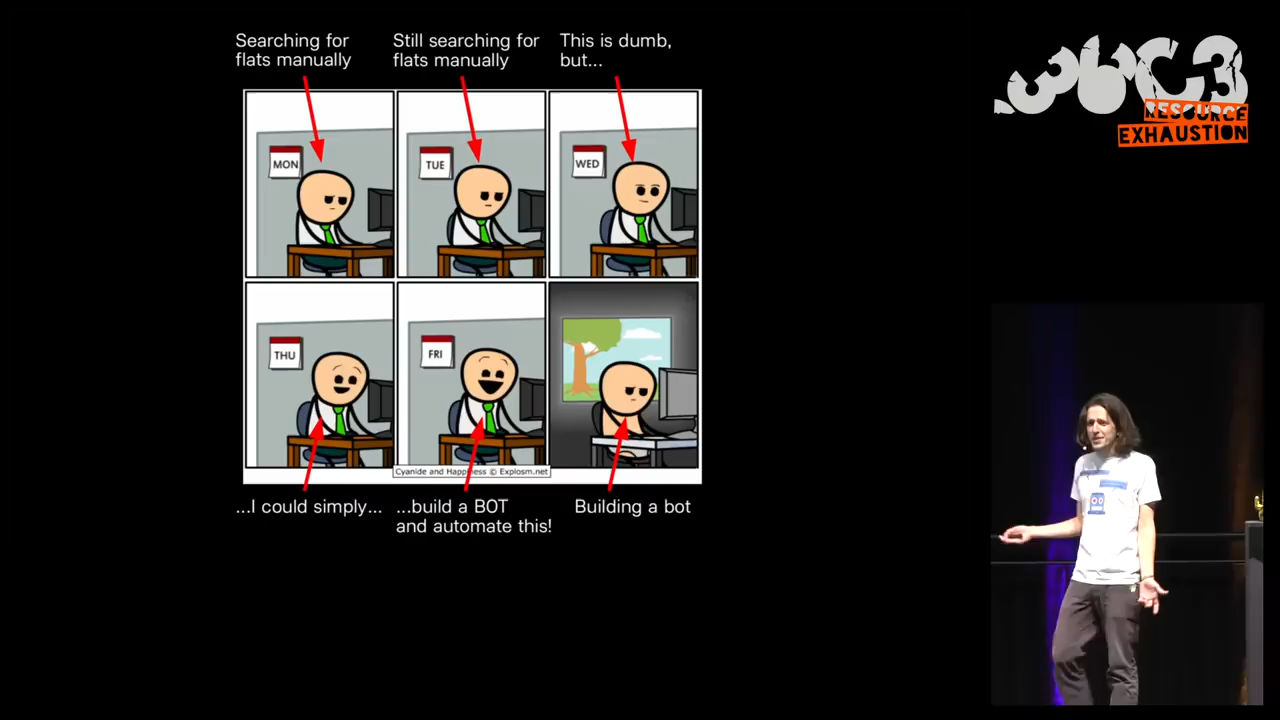 Searching for
flats manually
Still searching for
flats manually
This is dumb,
but...
MON
TUE
WED
THU
FRI
Cyanide and Happiness © Explosm.net
...I could simply...
...build a BOT
and automate this!
Building a bot
36C3
RESOURCE
EXHAUSTION